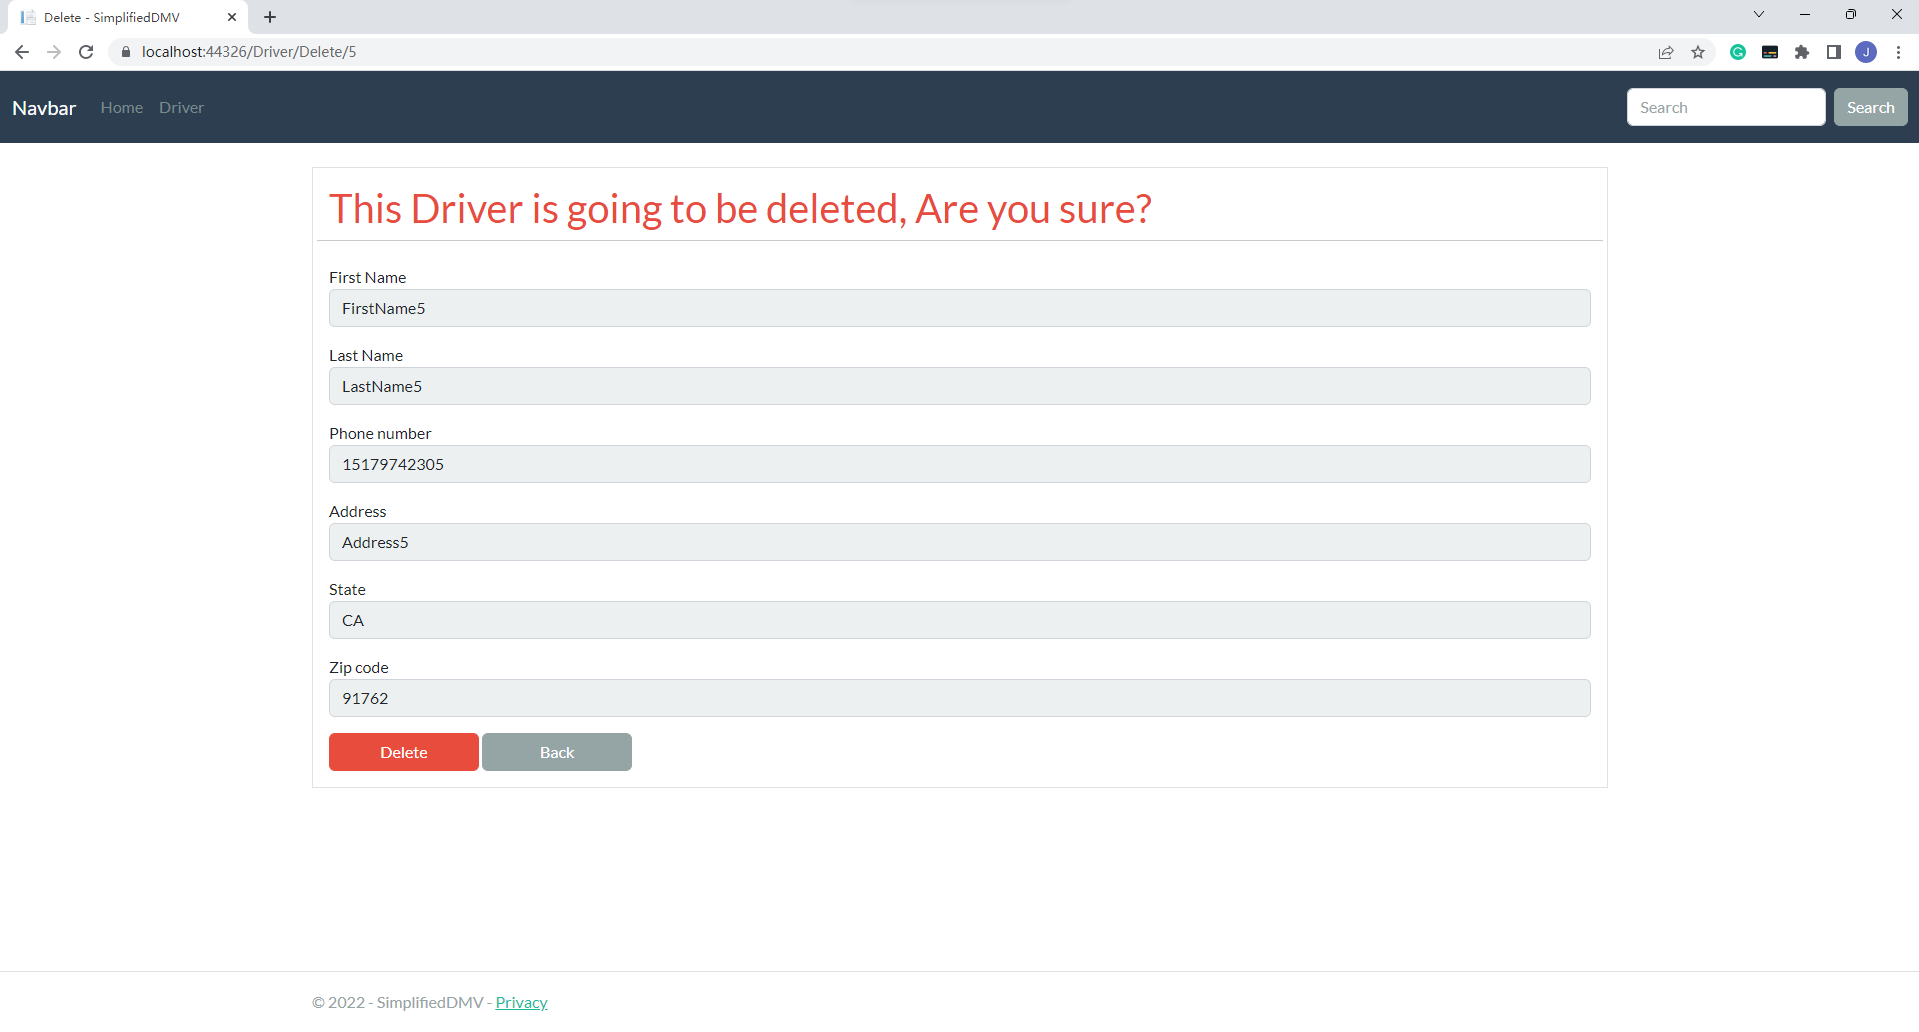 Delete - SimplifiedDMV
localhost:44326/Driver/Delete/5
J
Navbar Home Driver Search Search
This Driver is going to be deleted, Are you sure?
First Name
FirstName5
Last Name
LastName5
Phone number
15179742305
Address
Address5
State
CA
Zip code
91762
Delete Back
© 2022 - SimplifiedDMV - Privacy